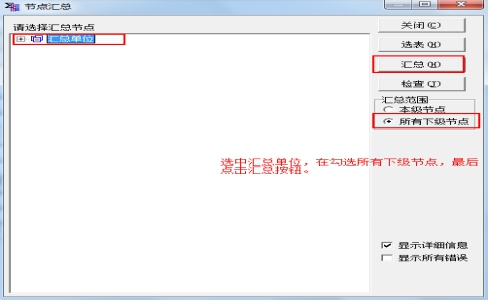 节点汇总
请选择汇总节点
汇总单位
关闭(C)
选表(B)
汇总(H)
检查(J)
汇总范围
本级节点
所有下级节点
选中汇总单位，在勾选所有下级节点，最后
点击汇总按钮。
显示详细信息
显示所有错误